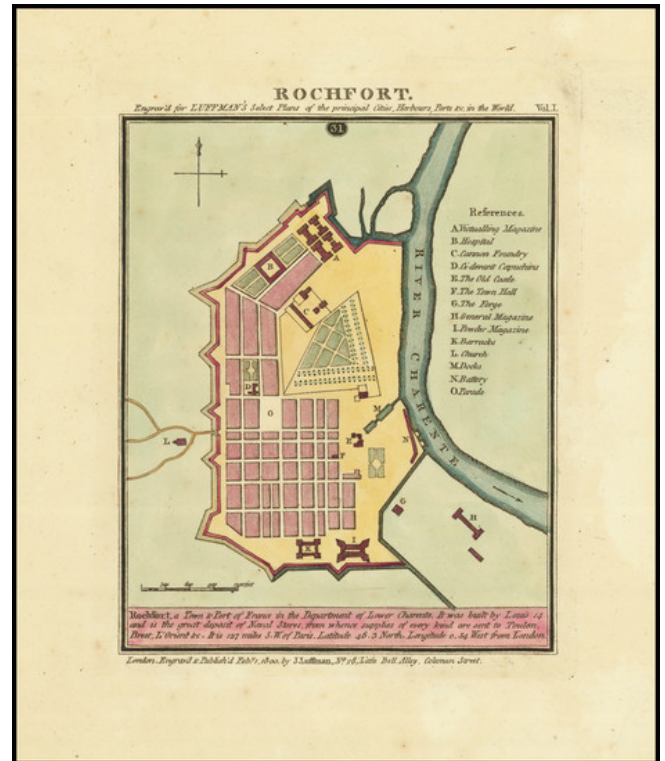 ROCHFORT.
Engrav'd for LUFFMAN'S Select Plans of the principal Cities, Harbours, Forts &c. in the World. Vol. I.
31
References.
A. Victualling Magazine
B. Hospital
C. Cannon Foundry
D. Ci-devant Capuchins
E. The Old Castle
F. The Town Hall
G. The Forge
H. General Magazine
I. Powder Magazine
K. Barracks
L. Church
M. Docks
N. Battery
O. Parade
RIVER CHARENTE
A
B
C
D
O
M
E
N
F
L
G
H
K
I
Rochfort, a Town & Port of France in the Department of Lower Charente. It was built by Louis 14
and is the great deposit of Naval Stores, from whence supplies of every kind are sent to Toulon,
Brest, L'Orient &c. It is 127 miles S.W. of Paris. Latitude 46.3 North. Longitude 0.54 West from London
London. Engrav'd & Publish'd Feb. 1, 1800, by J. Luffman, No. 28, Little Bell Alley, Coleman Street.